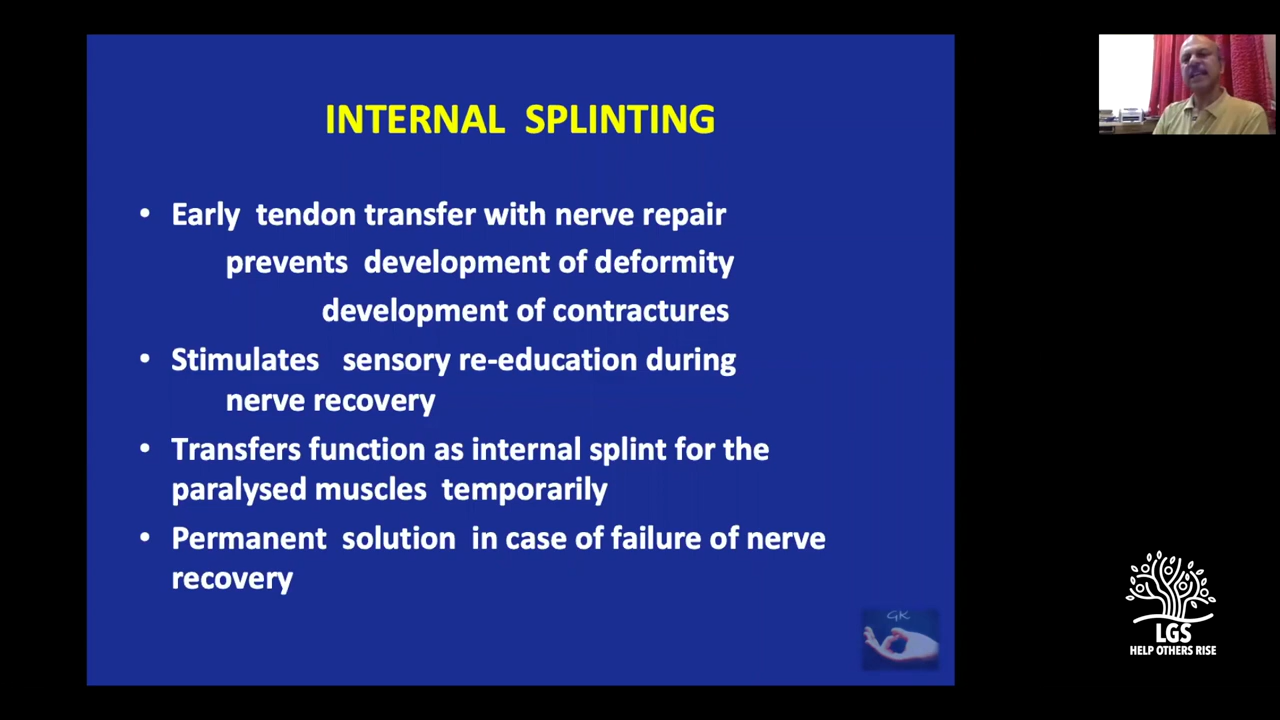 INTERNAL SPLINTING
• Early tendon transfer with nerve repair
prevents development of deformity
development of contractures
• Stimulates sensory re-education during
nerve recovery
• Transfers function as internal splint for the
paralysed muscles temporarily
• Permanent solution in case of failure of nerve
recovery
GK
LGS
HELP OTHERS RISE